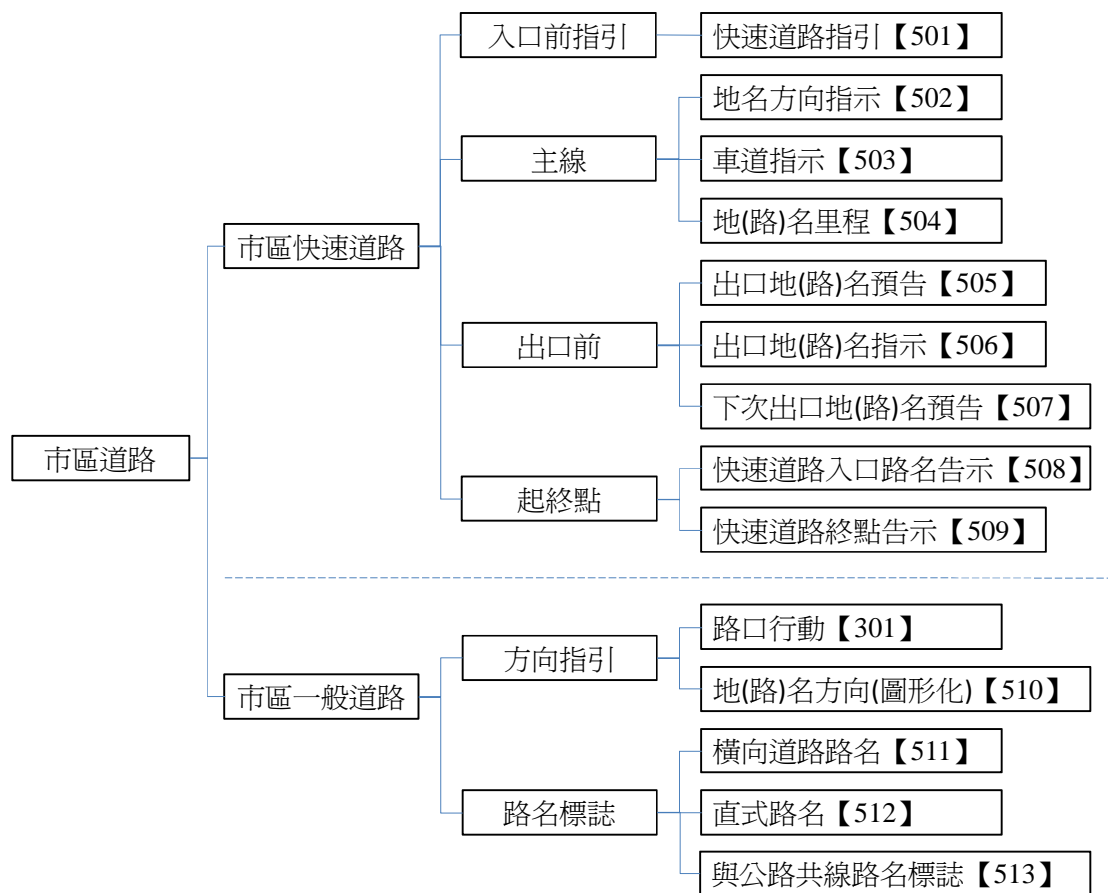 市區道路
市區快速道路
入口前指引
快速道路指引【501】
主線
地名方向指示【502】
車道指示【503】
地(路)名里程【504】
出口前
出口地(路)名預告【505】
出口地(路)名指示【506】
下次出口地(路)名預告【507】
起終點
快速道路入口路名告示【508】
快速道路終點告示【509】
市區一般道路
方向指引
路口行動【301】
地(路)名方向(圖形化)【510】
路名標誌
橫向道路路名【511】
直式路名【512】
與公路共線路名標誌【513】